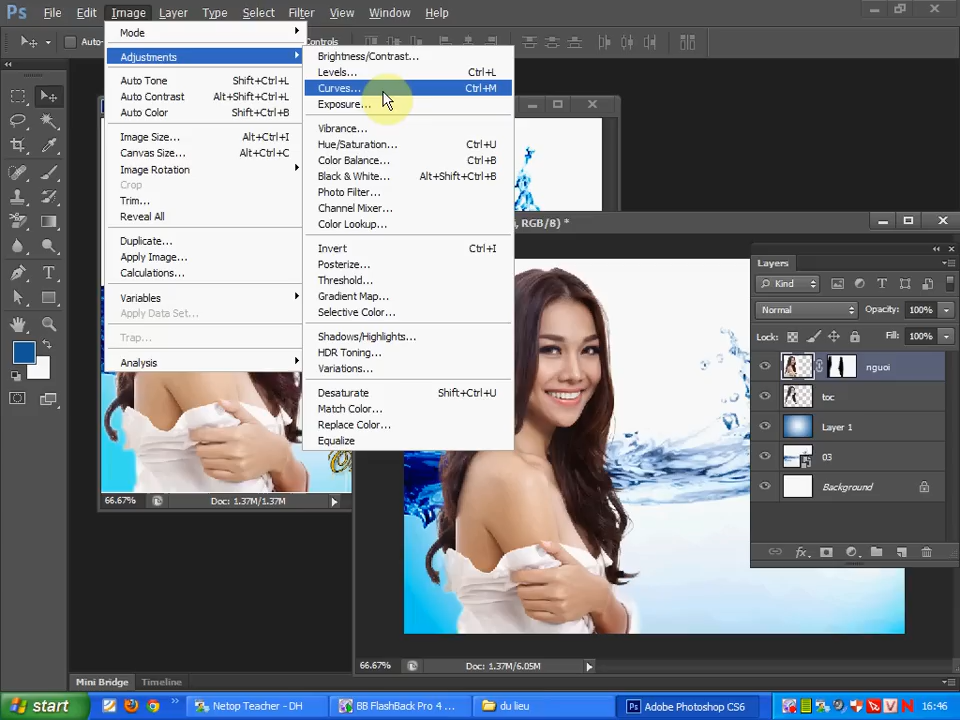 Ps File Edit Image Layer Type Select Filter View Window Help
Auto-
Controls
Mode
Adjustments
Auto Tone Shift+Ctrl+L
Auto Contrast Alt+Shift+Ctrl+L
Auto Color Shift+Ctrl+B
Image Size... Alt+Ctrl+I
Canvas Size... Alt+Ctrl+C
Image Rotation
Crop
Trim...
Reveal All
Duplicate...
Apply Image...
Calculations...
Variables
Apply Data Set...
Trap...
Analysis
Brightness/Contrast...
Levels... Ctrl+L
Curves... Ctrl+M
Exposure...
Vibrance...
Hue/Saturation... Ctrl+U
Color Balance... Ctrl+B
Black & White... Alt+Shift+Ctrl+B
Photo Filter...
Channel Mixer...
Color Lookup...
Invert Ctrl+I
Posterize...
Threshold...
Gradient Map...
Selective Color...
Shadows/Highlights...
HDR Toning...
Variations...
Desaturate Shift+Ctrl+U
Match Color...
Replace Color...
Equalize
, RGB/8) *
Layers
Kind
Normal Opacity: 100%
Lock: Fill: 100%
nguoi
toc
Layer 1
03
Background
66.67% Doc: 1.37M/1.37M
66.67% Doc: 1.37M/6.05M
Mini Bridge Timeline
start Netop Teacher - DH BB FlashBack Pro 4 ... du lieu Adobe Photoshop CS6 16:46